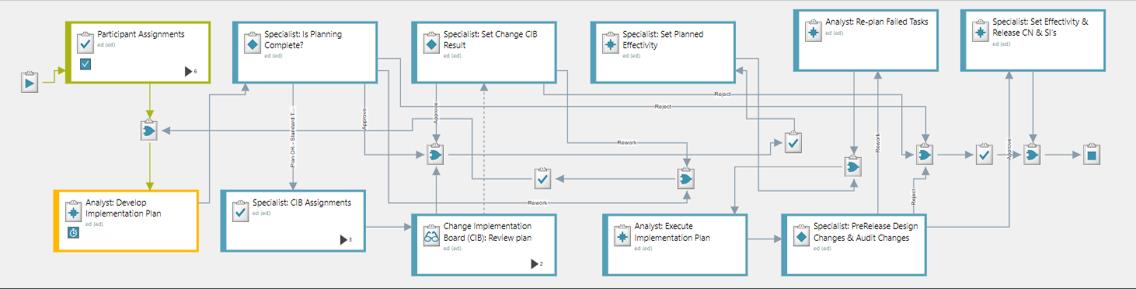 Participant Assignments
ed (ed)
6
Specialist: Is Planning
Complete?
ed (ed)
Specialist: Set Change CIB
Result
ed (ed)
Specialist: Set Planned
Effectivity
ed (ed)
Analyst: Re-plan Failed Tasks
ed (ed)
Specialist: Set Effectivity &
Release CN & SI's
ed (ed)
Reject
Reject
Approve
Approve
Rework
Rework
Approve
Rework
Reject
Analyst: Develop
Implementation Plan
ed (ed)
Specialist: CIB Assignments
ed (ed)
Change Implementation
Board (CIB): Review plan
ed (ed)
2
Analyst: Execute
Implementation Plan
ed (ed)
Specialist: PreRelease Design
Changes & Audit Changes
ed (ed)